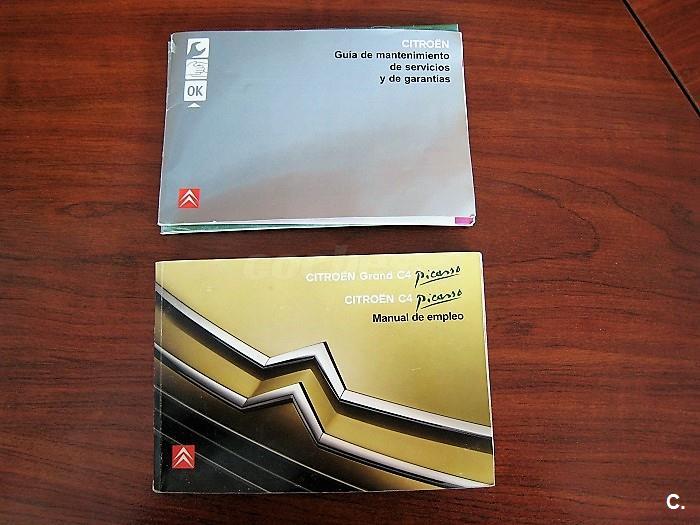 CITROËN
Guía de mantenimiento
de servicios
y de garantías
OK
CITROËN Grand C4 Picasso
CITROËN C4 Picasso
Manual de empleo
C.